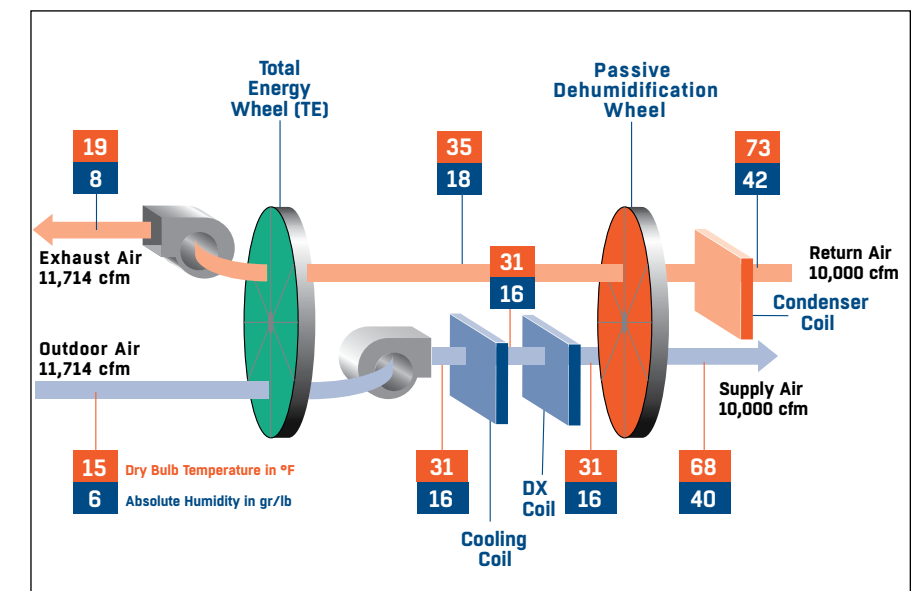 Total
Energy
Wheel (TE)
Passive
Dehumidification
Wheel
19
8
35
18
73
42
Exhaust Air
11,714 cfm
31
16
Return Air
10,000 cfm
Condenser
Coil
Outdoor Air
11,714 cfm
Supply Air
10,000 cfm
15 Dry Bulb Temperature in °F
6 Absolute Humidity in gr/lb
31
16
DX
Coil
31
16
68
40
Cooling
Coil